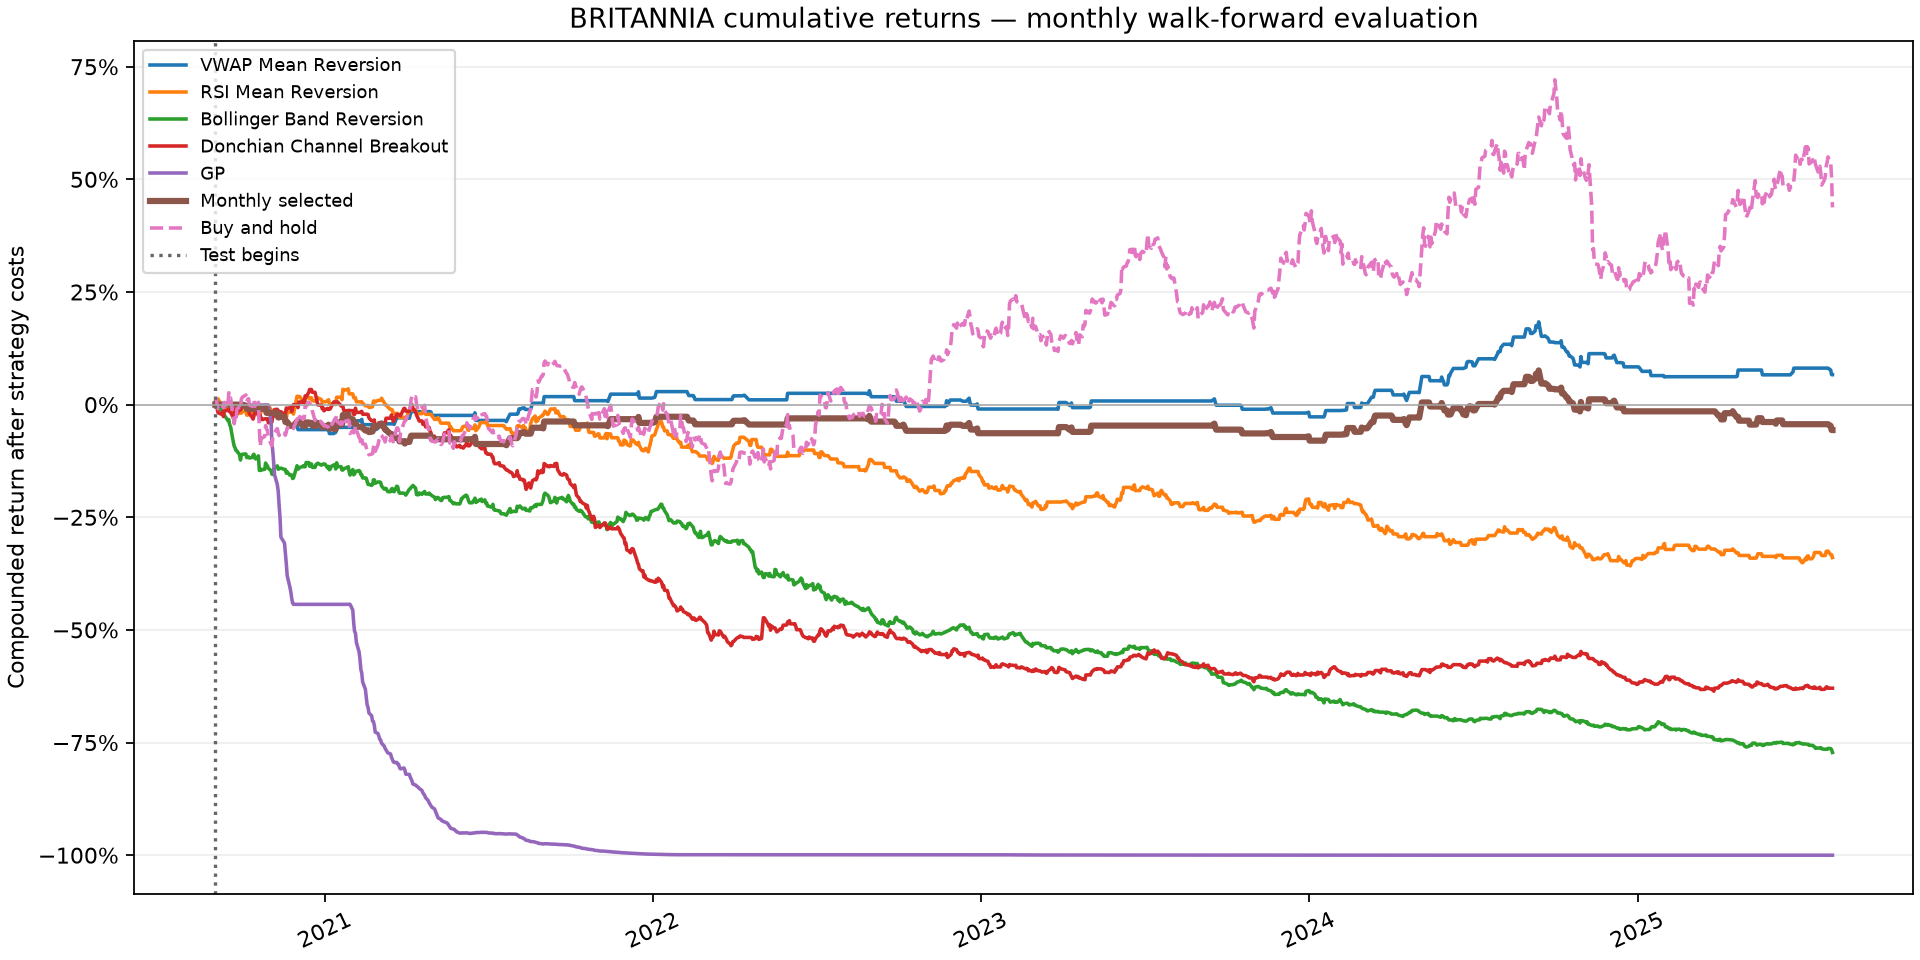 BRITANNIA cumulative returns — monthly walk-forward evaluation
Compounded return after strategy costs
75%
50%
25%
0%
−25%
−50%
−75%
−100%
VWAP Mean Reversion
RSI Mean Reversion
Bollinger Band Reversion
Donchian Channel Breakout
GP
Monthly selected
Buy and hold
Test begins
2021
2022
2023
2024
2025